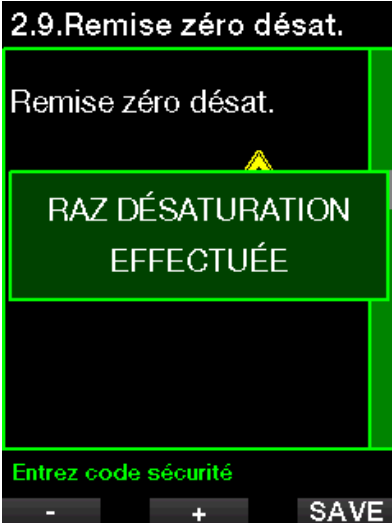 2.9.Remise zéro désat.
Remise zéro désat.
RAZ DÉSATURATION
EFFECTUÉE
Entrez code sécurité
- + SAVE